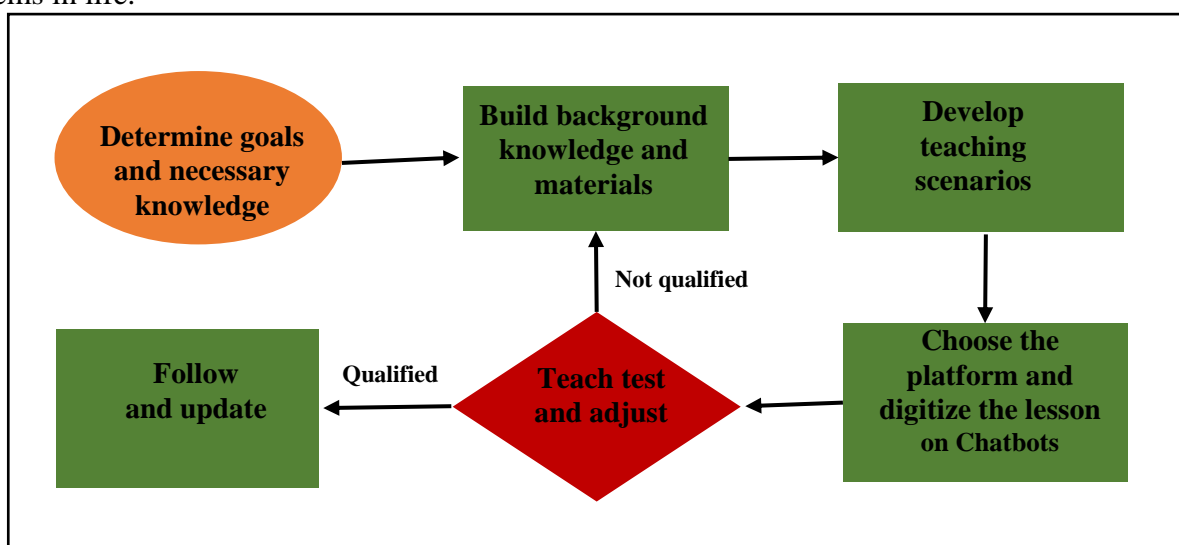 Determine goals
and necessary
knowledge
Build background
knowledge and
materials
Develop
teaching
scenarios
Not qualified
Follow
and update
Qualified
Teach test
and adjust
Choose the
platform and
digitize the lesson
on Chatbots